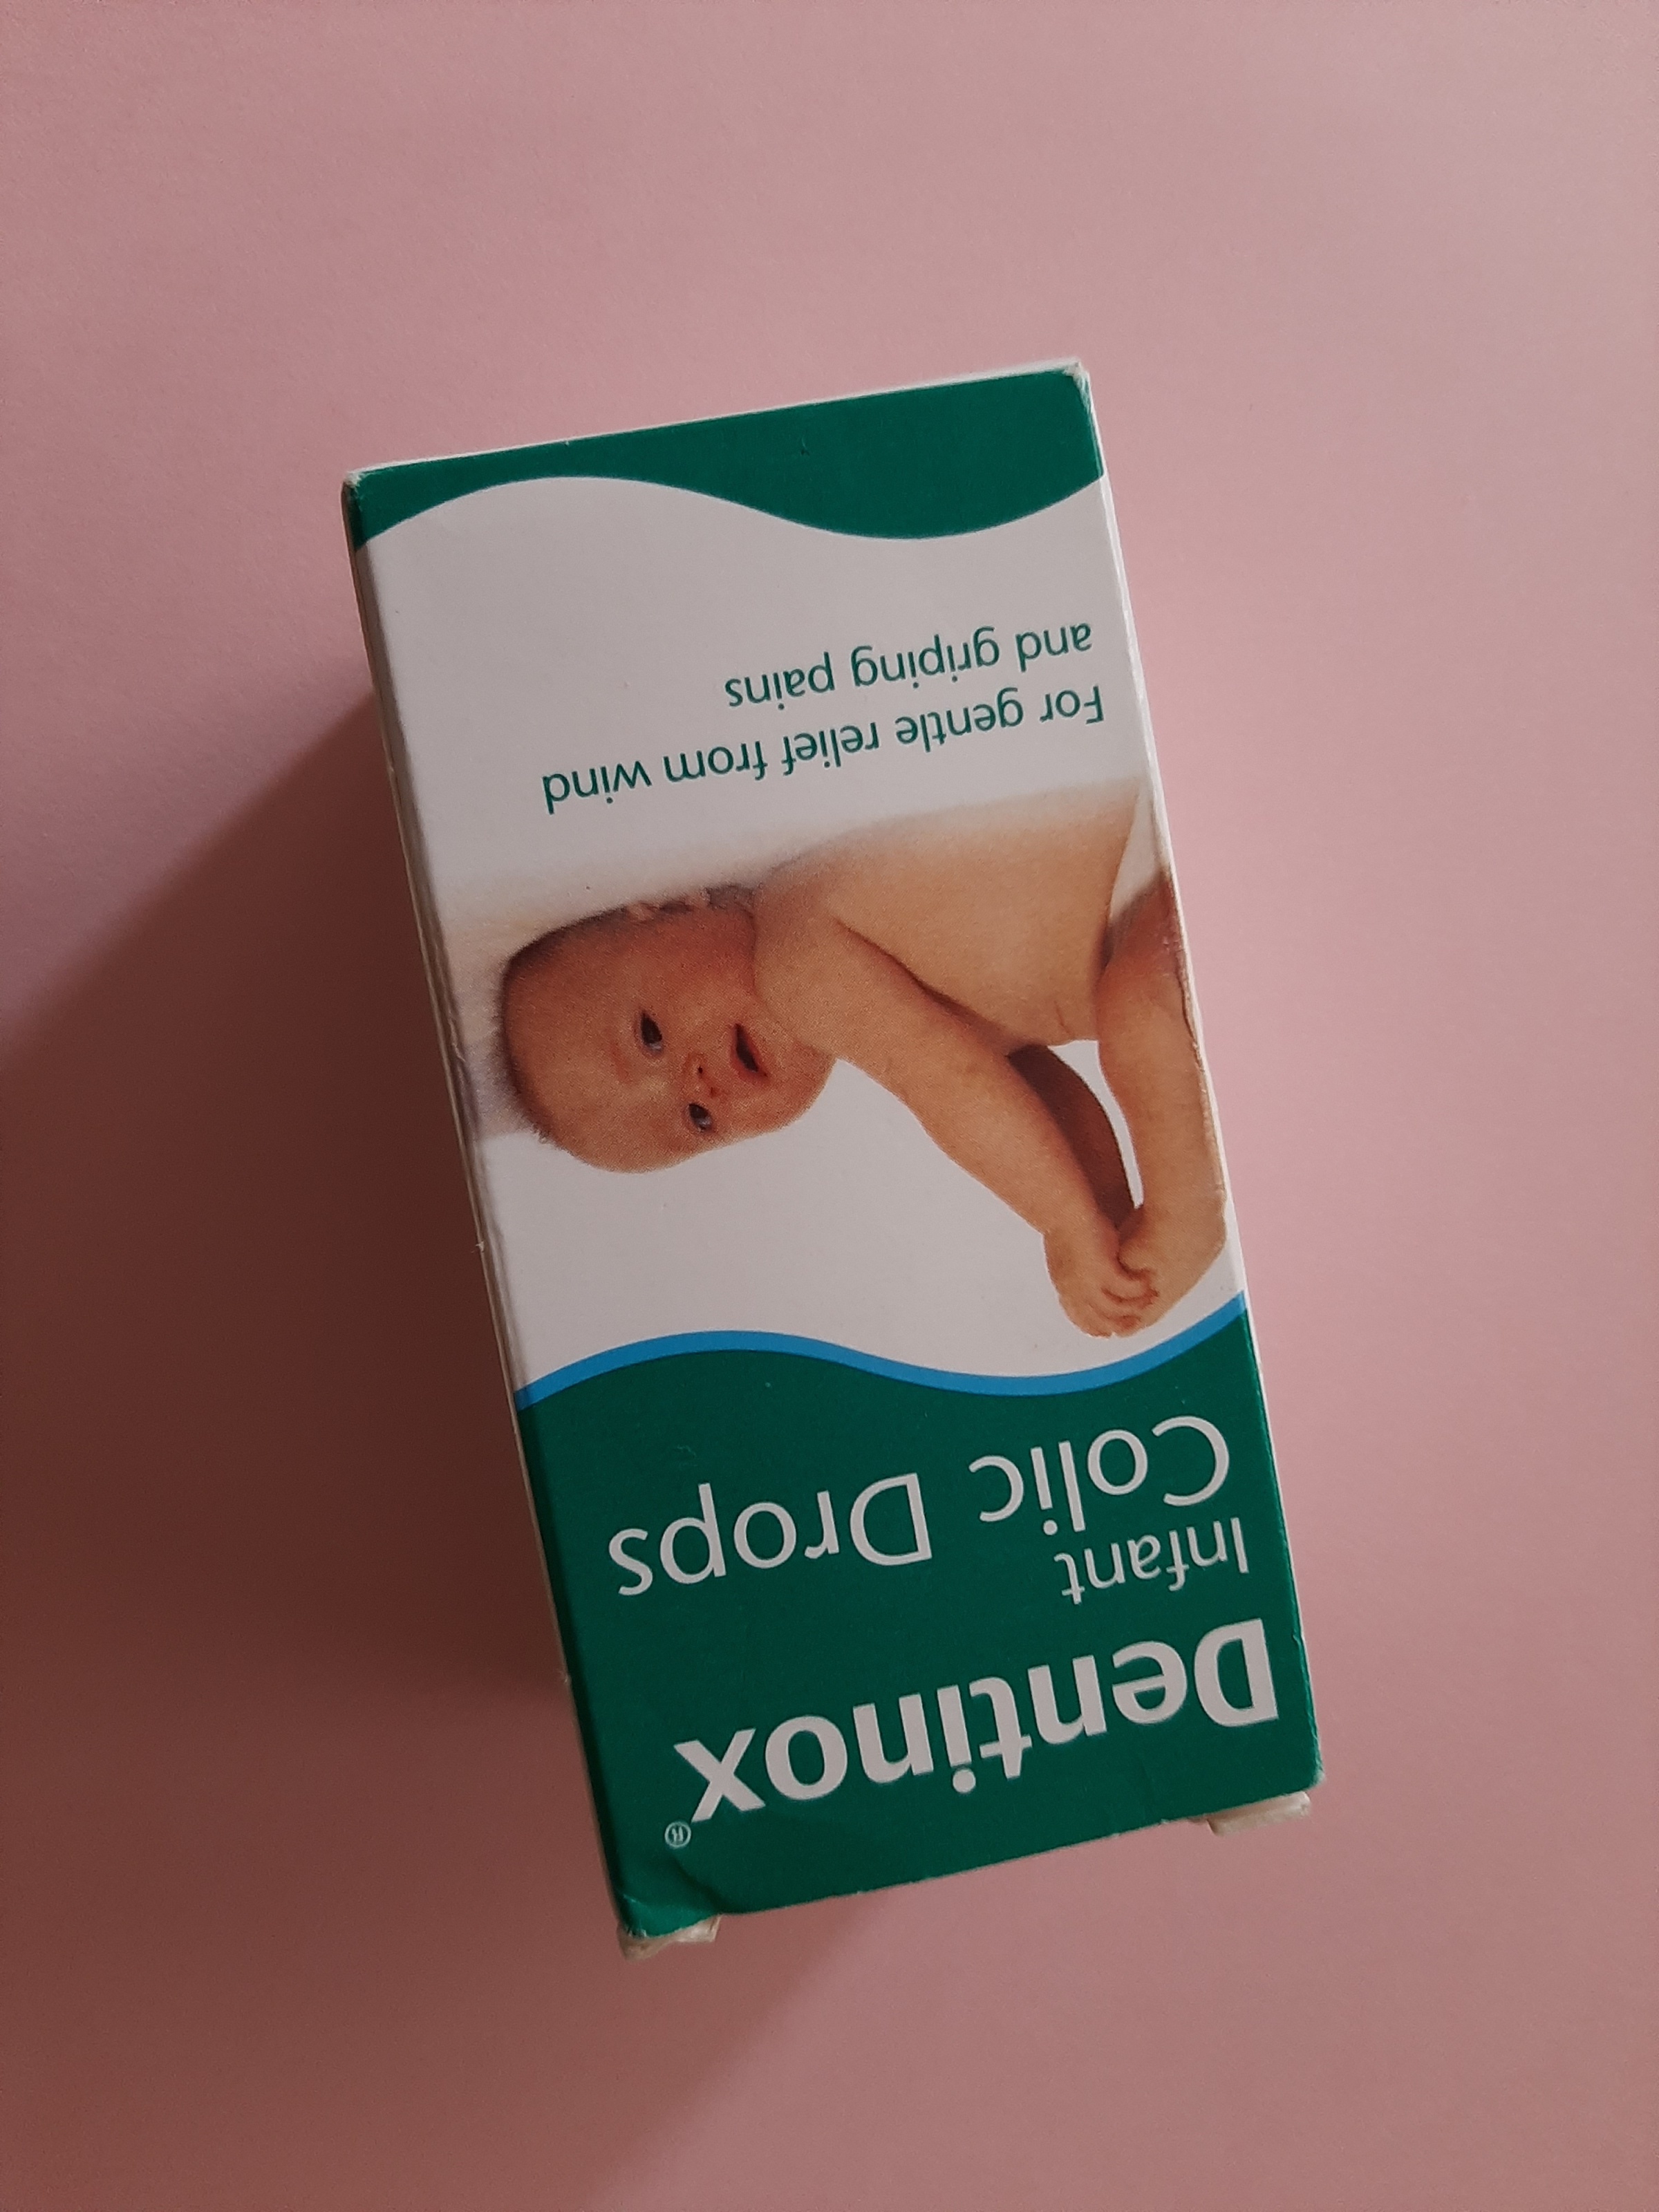 Dentinox®
Infant
Colic Drops
For gentle relief from wind
and griping pains